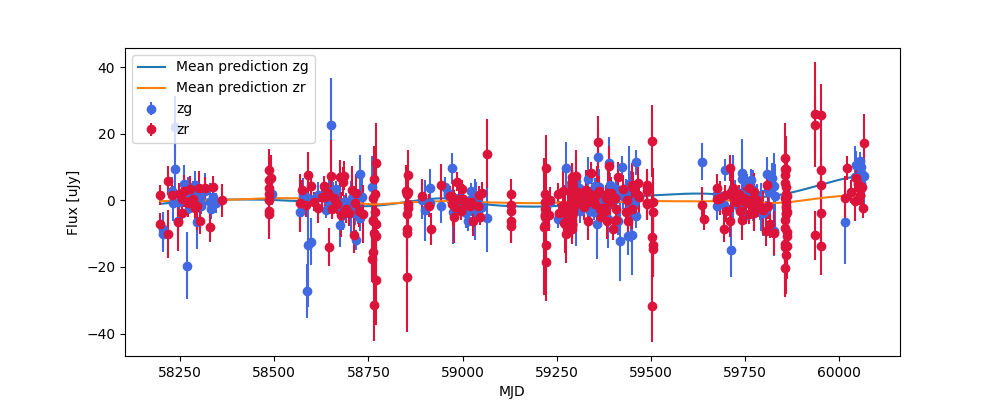 Mean prediction zg
Mean prediction zr
zg
zr
Flux [uJy]
40
20
0
−20
−40
58250
58500
58750
59000
59250
59500
59750
60000
MJD